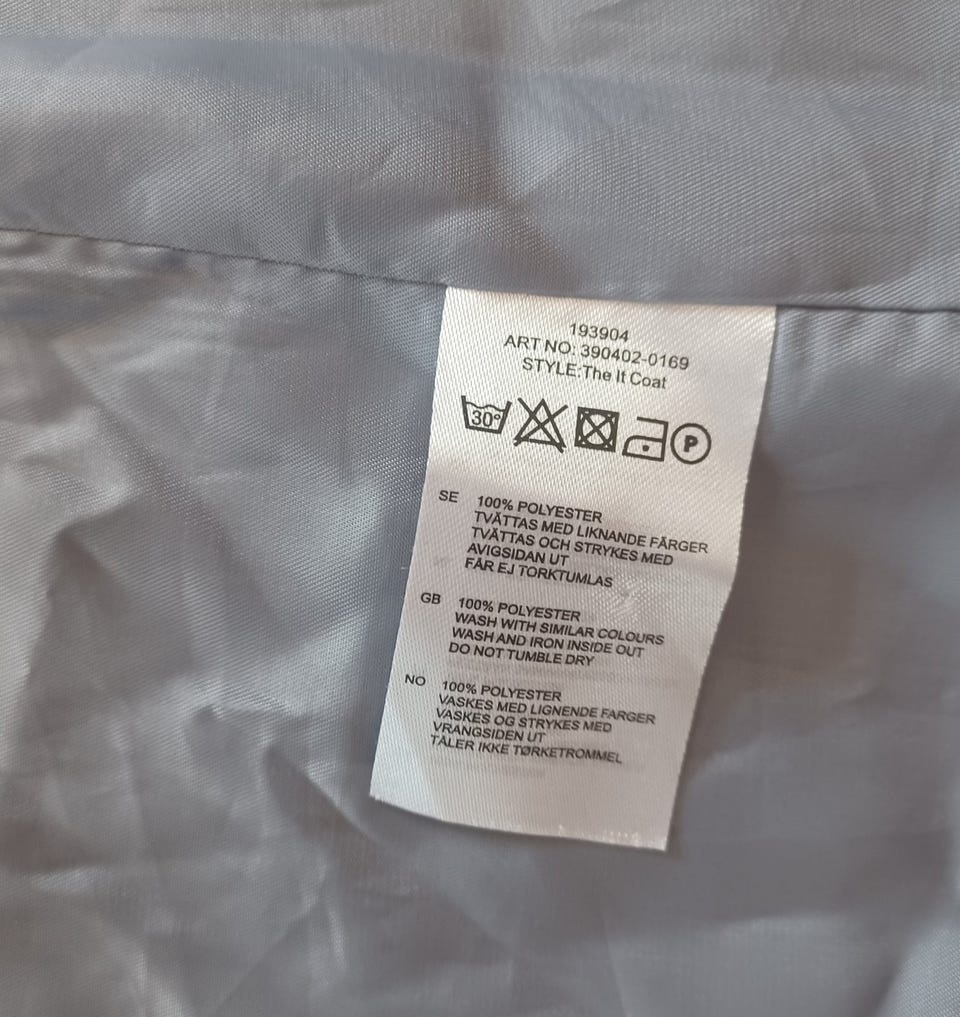 193904
ART NO: 390402-0169
STYLE:The It Coat
30° P
SE 100% POLYESTER
TVÄTTAS MED LIKNANDE FÄRGER
TVÄTTAS OCH STRYKES MED
AVIGSIDAN UT
FÅR EJ TORKTUMLAS
GB 100% POLYESTER
WASH WITH SIMILAR COLOURS
WASH AND IRON INSIDE OUT
DO NOT TUMBLE DRY
NO 100% POLYESTER
VASKES MED LIGNENDE FARGER
VASKES OG STRYKES MED
VRANGSIDEN UT
TÅLER IKKE TØRKETROMMEL